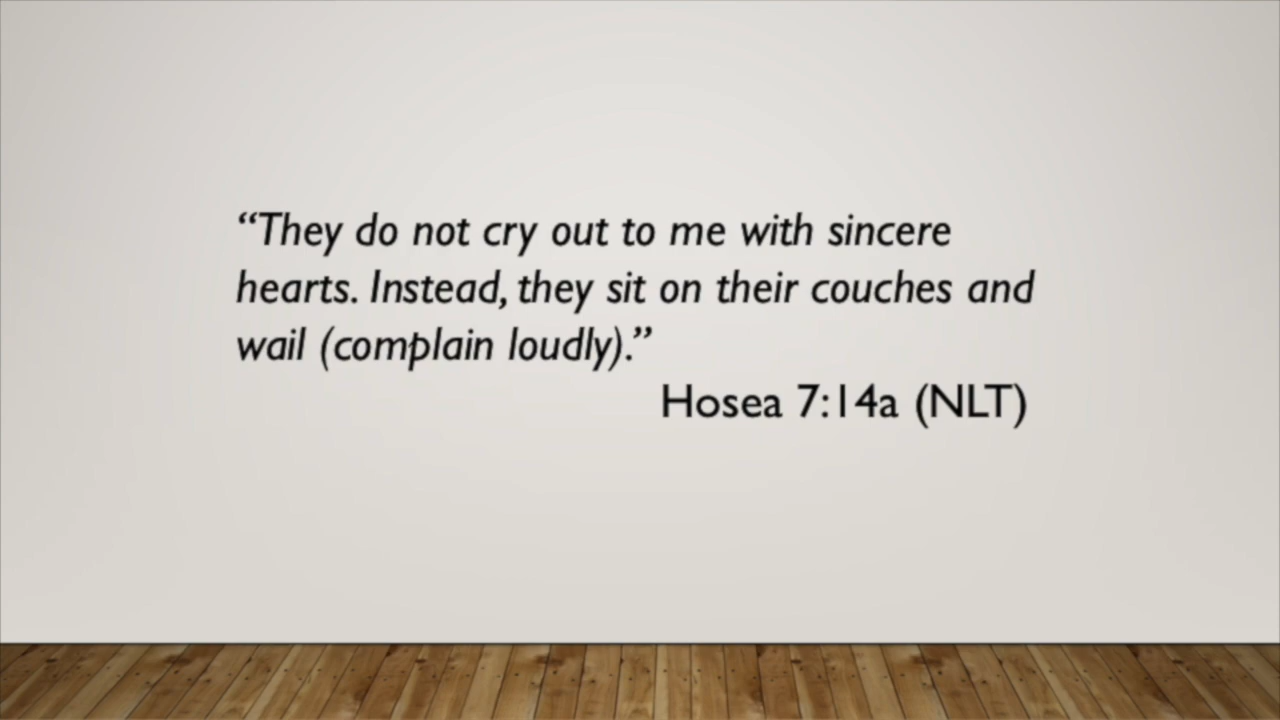 “They do not cry out to me with sincere
hearts. Instead, they sit on their couches and
wail (complain loudly).”
Hosea 7:14a (NLT)